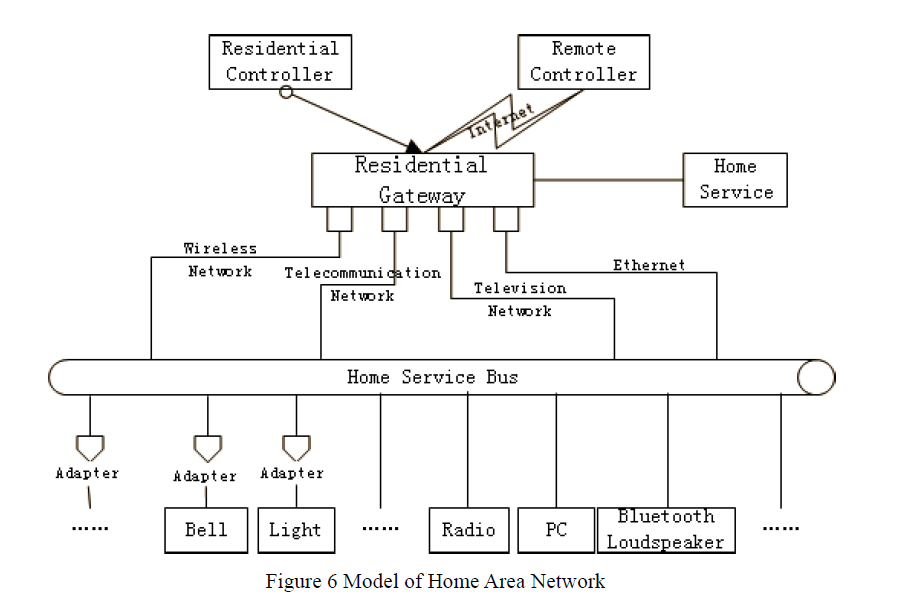 Residential
Controller
Remote
Controller
Internet
Residential
Gateway
Home
Service
Wireless
Network
Telecommunication
Network
Television
Network
Ethernet
Home Service Bus
Adapter
Adapter
Adapter
……
Bell
Light
……
Radio
PC
Bluetooth
Loudspeaker
……
Figure 6 Model of Home Area Network